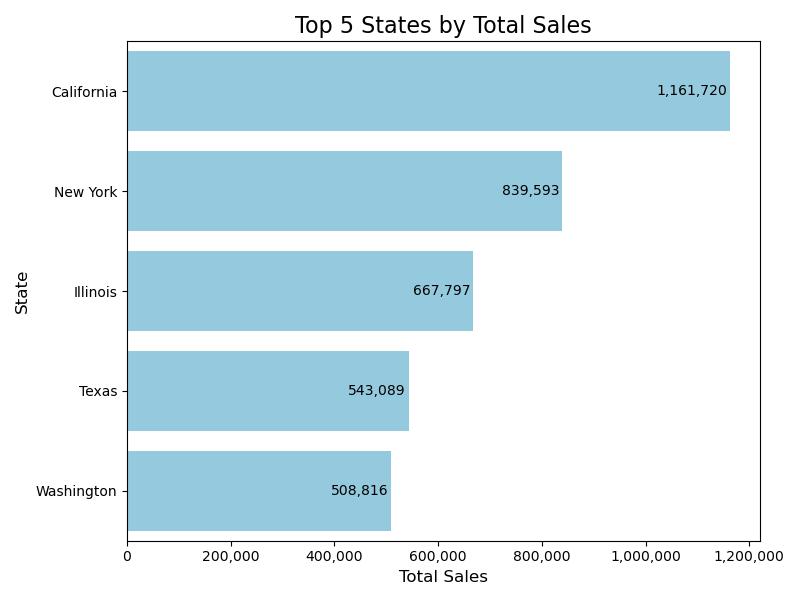 Top 5 States by Total Sales
State
California
1,161,720
New York
839,593
Illinois
667,797
Texas
543,089
Washington
508,816
0 200,000 400,000 600,000 800,000 1,000,000 1,200,000
Total Sales